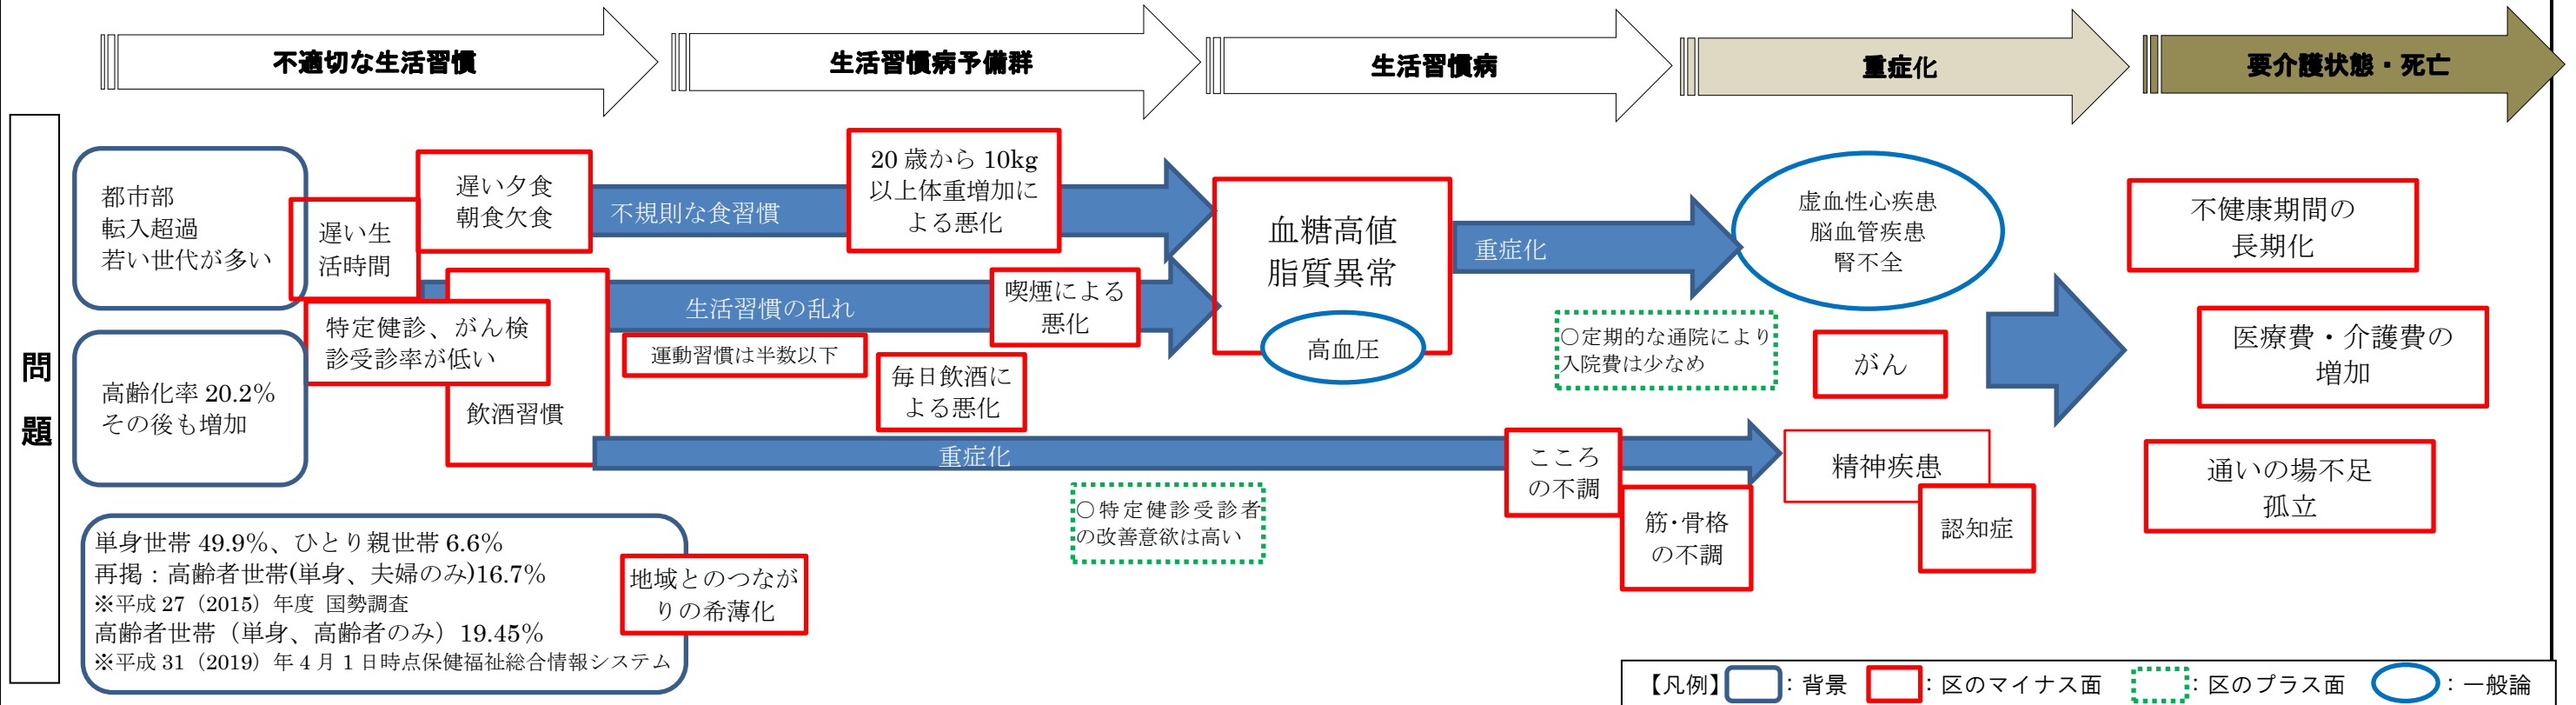 不適切な生活習慣
生活習慣病予備群
生活習慣病
重症化
要介護状態・死亡
問
題
都市部
転入超過
若い世代が多い
遅い生
活時間
遅い夕食
朝食欠食
不規則な食習慣
20 歳から 10kg
以上体重増加に
よる悪化
生活習慣の乱れ
喫煙による
悪化
特定健診、がん検
診受診率が低い
運動習慣は半数以下
毎日飲酒に
よる悪化
高齢化率 20.2%
その後も増加
飲酒習慣
重症化
血糖高値
脂質異常
高血圧
重症化
虚血性心疾患
脳血管疾患
腎不全
○定期的な通院により
入院費は少なめ
がん
こころ
の不調
筋・骨格
の不調
精神疾患
認知症
○特定健診受診者
の改善意欲は高い
不健康期間の
長期化
医療費・介護費の
増加
通いの場不足
孤立
単身世帯 49.9%、ひとり親世帯 6.6%
再掲：高齢者世帯(単身、夫婦のみ)16.7%
※平成 27（2015）年度 国勢調査
高齢者世帯（単身、高齢者のみ）19.45%
※平成 31（2019）年 4 月 1 日時点保健福祉総合情報システム
地域とのつなが
りの希薄化
【凡例】：背景 ：区のマイナス面 ：区のプラス面 ：一般論